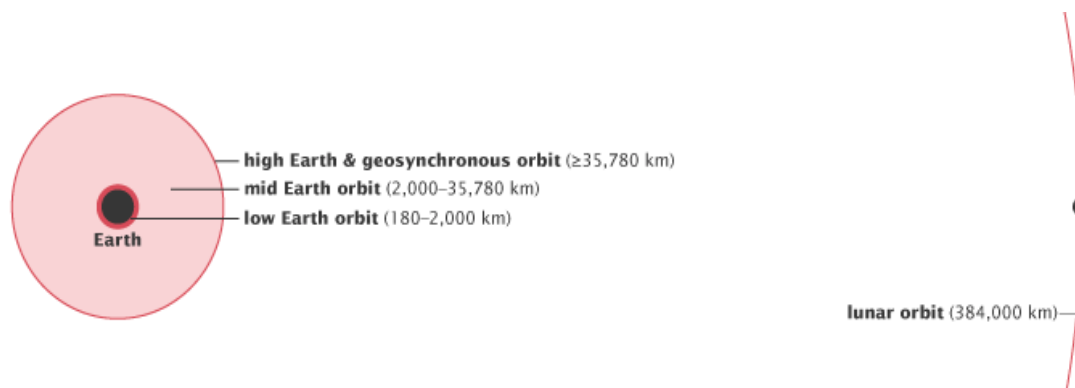 high Earth & geosynchronous orbit (≥35,780 km)
mid Earth orbit (2,000–35,780 km)
low Earth orbit (180–2,000 km)
Earth
lunar orbit (384,000 km)